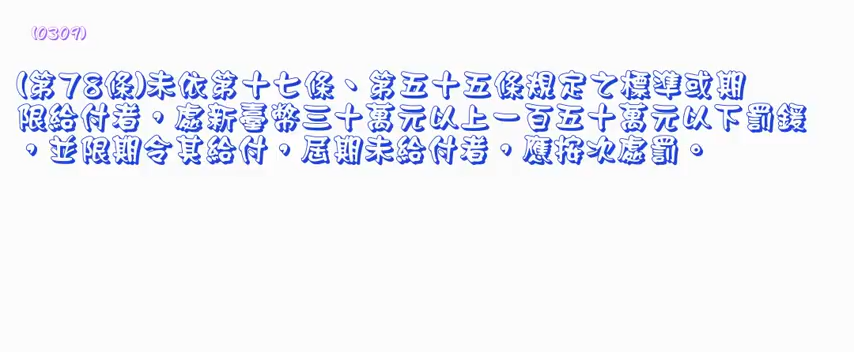 (0309)
(第78條)未依第十七條、第五十五條規定之標準或期
限給付者，處新臺幣三十萬元以上一百五十萬元以下罰鍰
，並限期令其給付，屆期未給付者，應按次處罰。